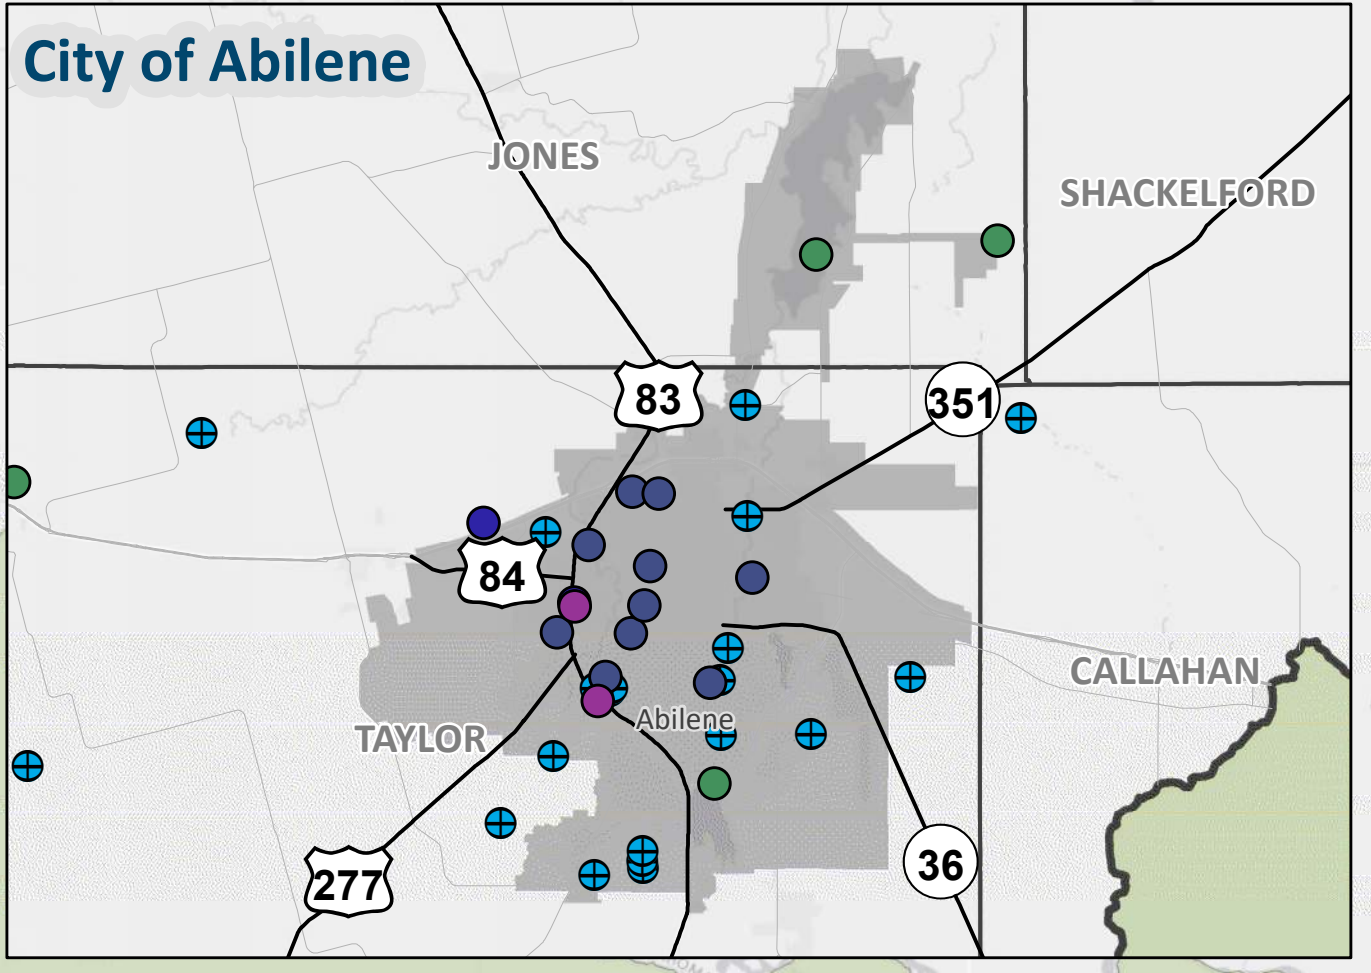 City of Abilene
JONES
SHACKELFORD
83
351
84
CALLAHAN
Abilene
TAYLOR
36
277